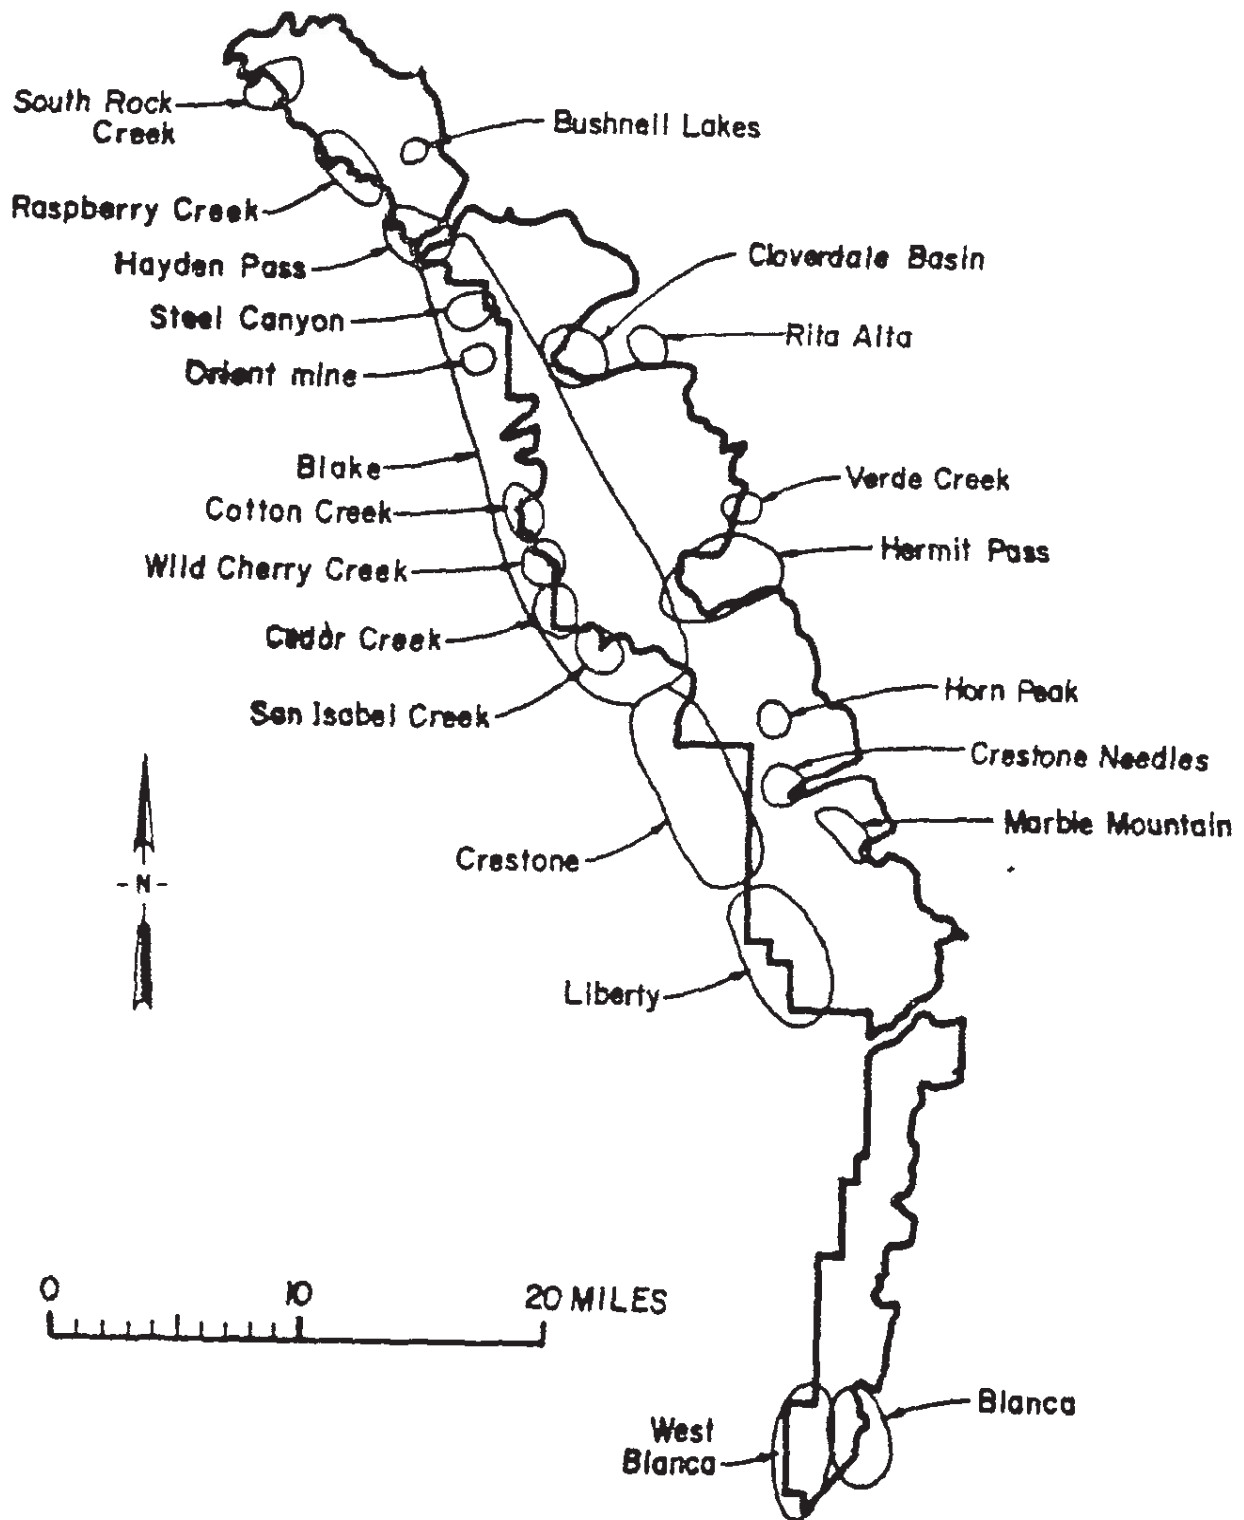 South Rock
Creek
Bushnell Lakes
Raspberry Creek
Hayden Pass
Cloverdale Basin
Steel Canyon
Rita Alta
Orient mine
Blake
Verde Creek
Cotton Creek
Hermit Pass
Wild Cherry Creek
Cedar Creek
Horn Peak
San Isabel Creek
Crestone Needles
Marble Mountain
Crestone
- N -
Liberty
0 10 20 MILES
Blanca
West
Blanca